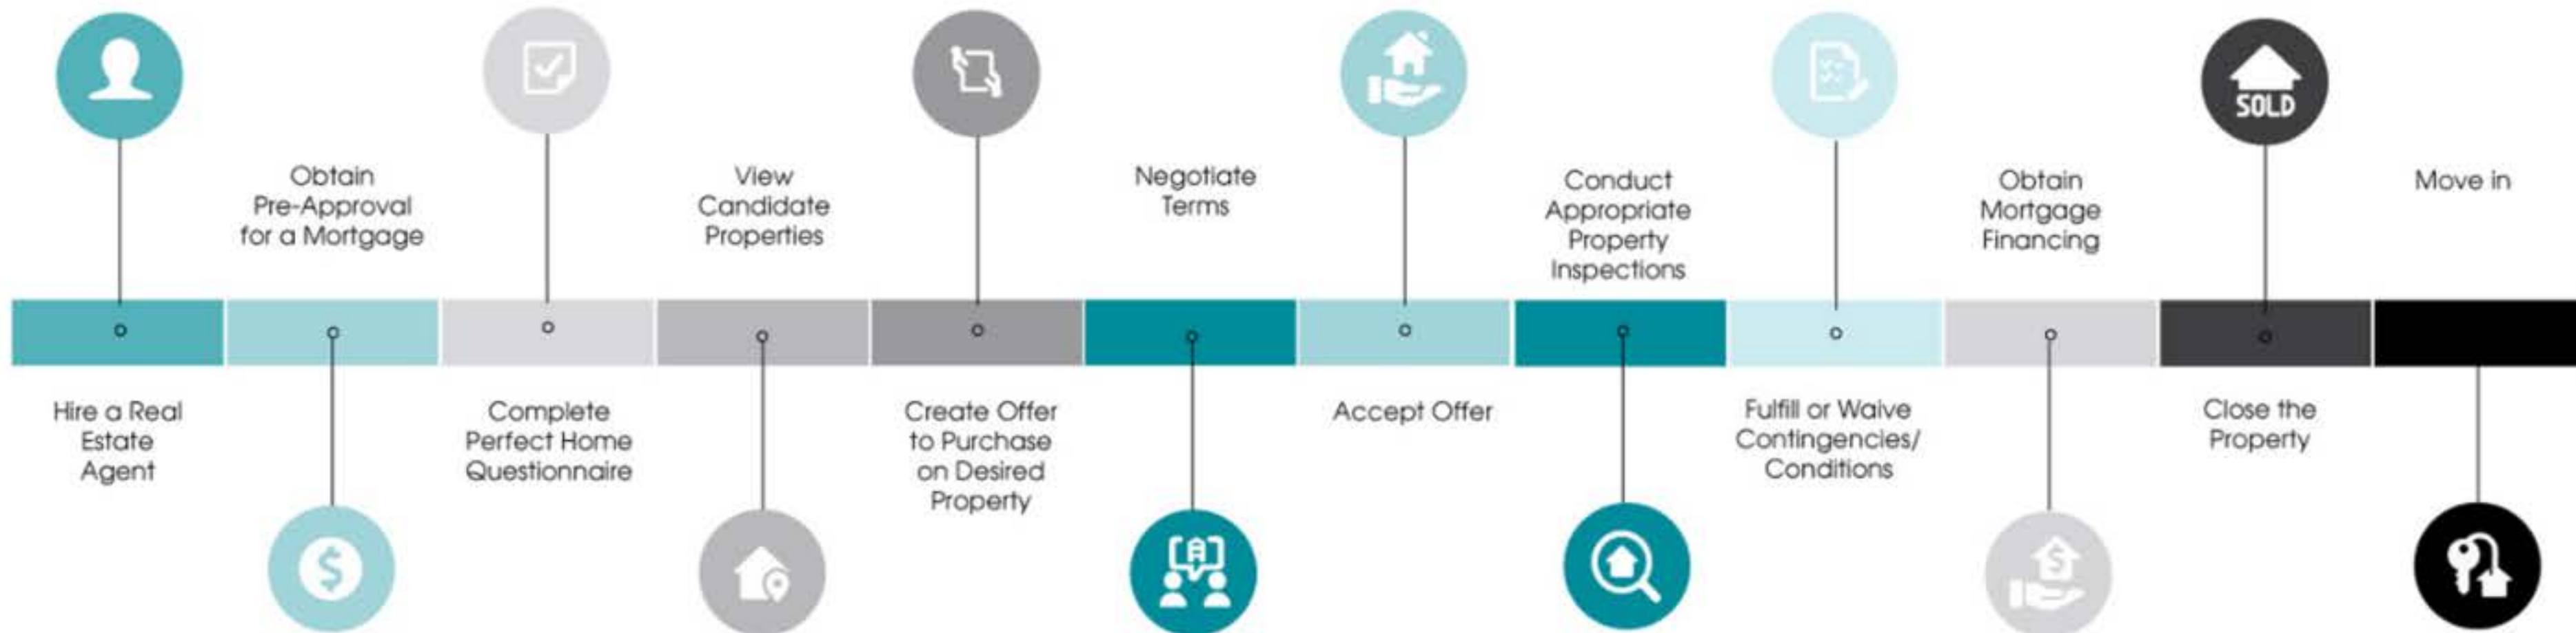 Hire a Real
Estate
Agent
Obtain
Pre-Approval
for a Mortgage
$
Complete
Perfect Home
Questionnaire
View
Candidate
Properties
Create Offer
to Purchase
on Desired
Property
Negotiate
Terms
Accept Offer
Conduct
Appropriate
Property
Inspections
Fulfill or Waive
Contingencies/
Conditions
Obtain
Mortgage
Financing
$
SOLD
Close the
Property
Move in